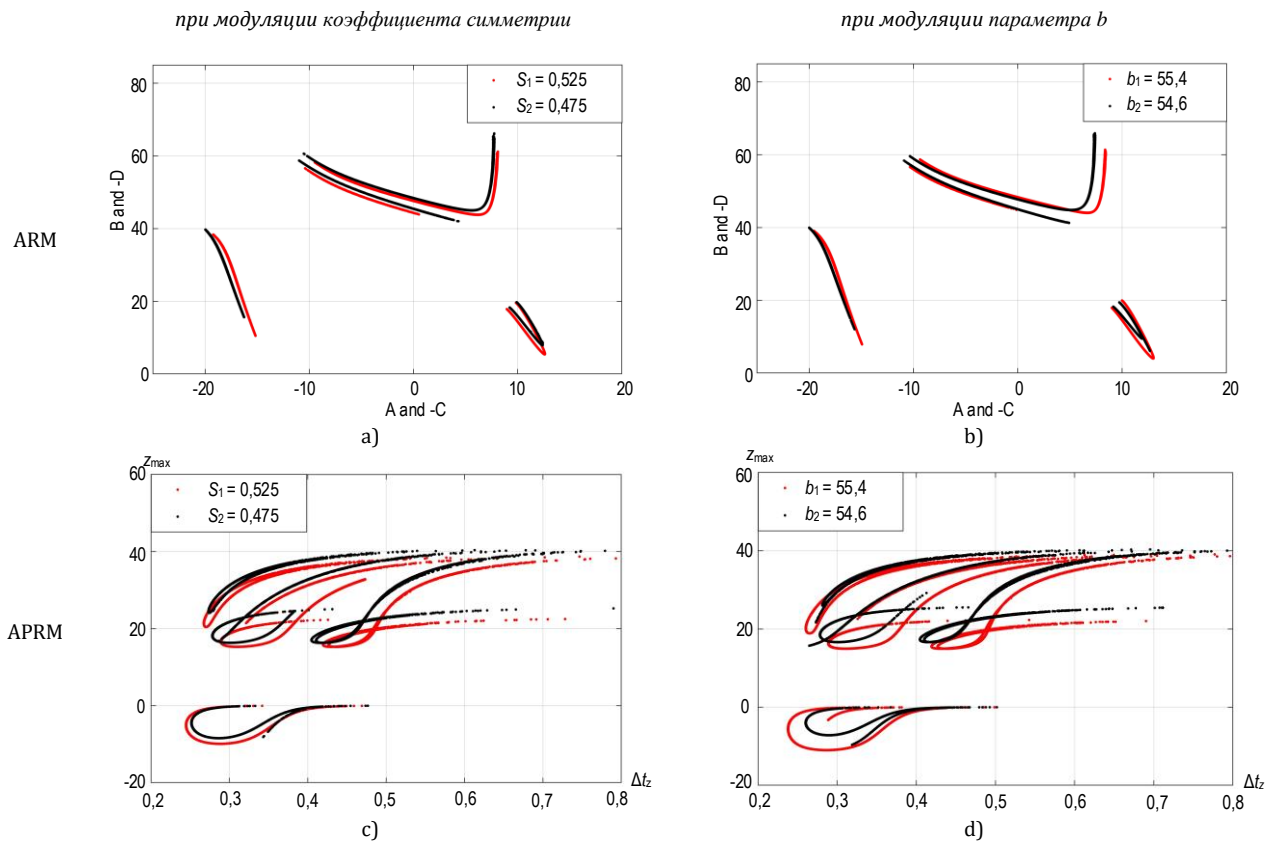 при модуляции коэффициента симметрии
при модуляции параметра b
ARM
80
60
40
20
0
B and -D
S1 = 0,525
S2 = 0,475
-20
-10
0
10
20
A and -C
a)
80
60
40
20
0
B and -D
b1 = 55,4
b2 = 54,6
-20
-10
0
10
20
A and -C
b)
APRM
zmax
60
40
20
0
-20
S1 = 0,525
S2 = 0,475
0,2
0,3
0,4
0,5
0,6
0,7
0,8
Δtz
c)
zmax
60
40
20
0
-20
b1 = 55,4
b2 = 54,6
0,2
0,3
0,4
0,5
0,6
0,7
0,8
Δtz
d)